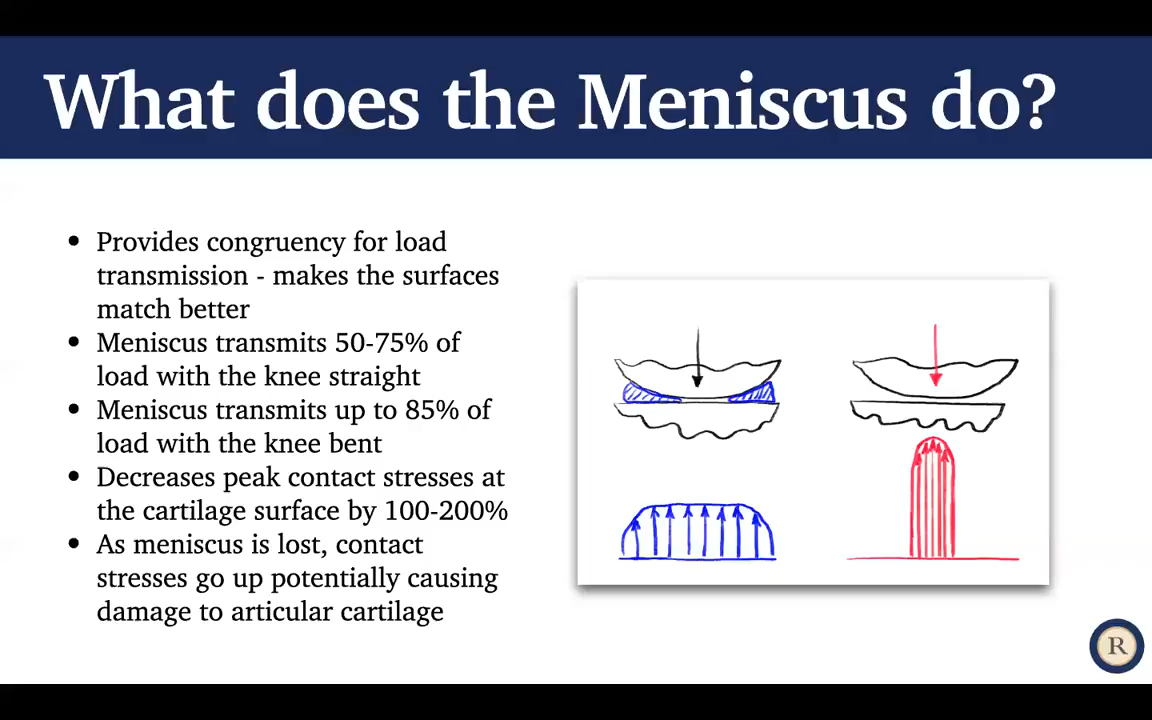 What does the Meniscus do?
• Provides congruency for load
transmission - makes the surfaces
match better
• Meniscus transmits 50-75% of
load with the knee straight
• Meniscus transmits up to 85% of
load with the knee bent
• Decreases peak contact stresses at
the cartilage surface by 100-200%
• As meniscus is lost, contact
stresses go up potentially causing
damage to articular cartilage
R